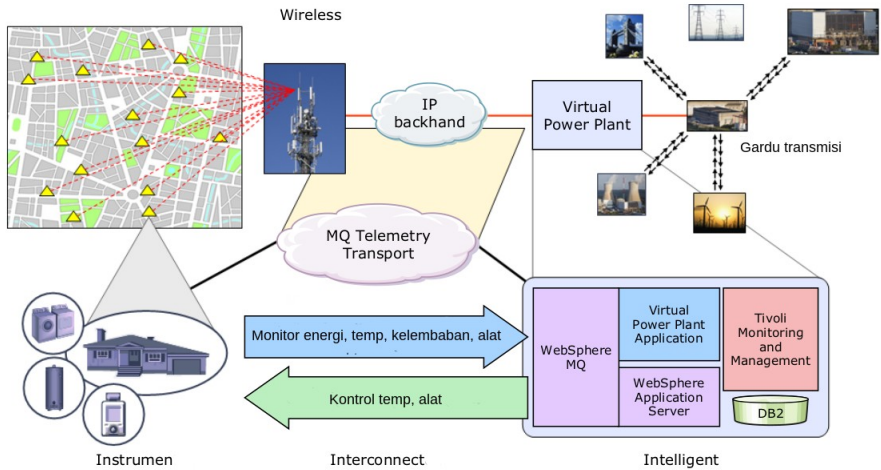 Wireless
IP
backhand
Virtual
Power Plant
Gardu transmisi
MQ Telemetry
Transport
Monitor energi, temp, kelembaban, alat
Kontrol temp, alat
WebSphere
MQ
Virtual
Power Plant
Application
WebSphere
Application
Server
Tivoli
Monitoring
and
Management
DB2
Instrumen
Interconnect
Intelligent